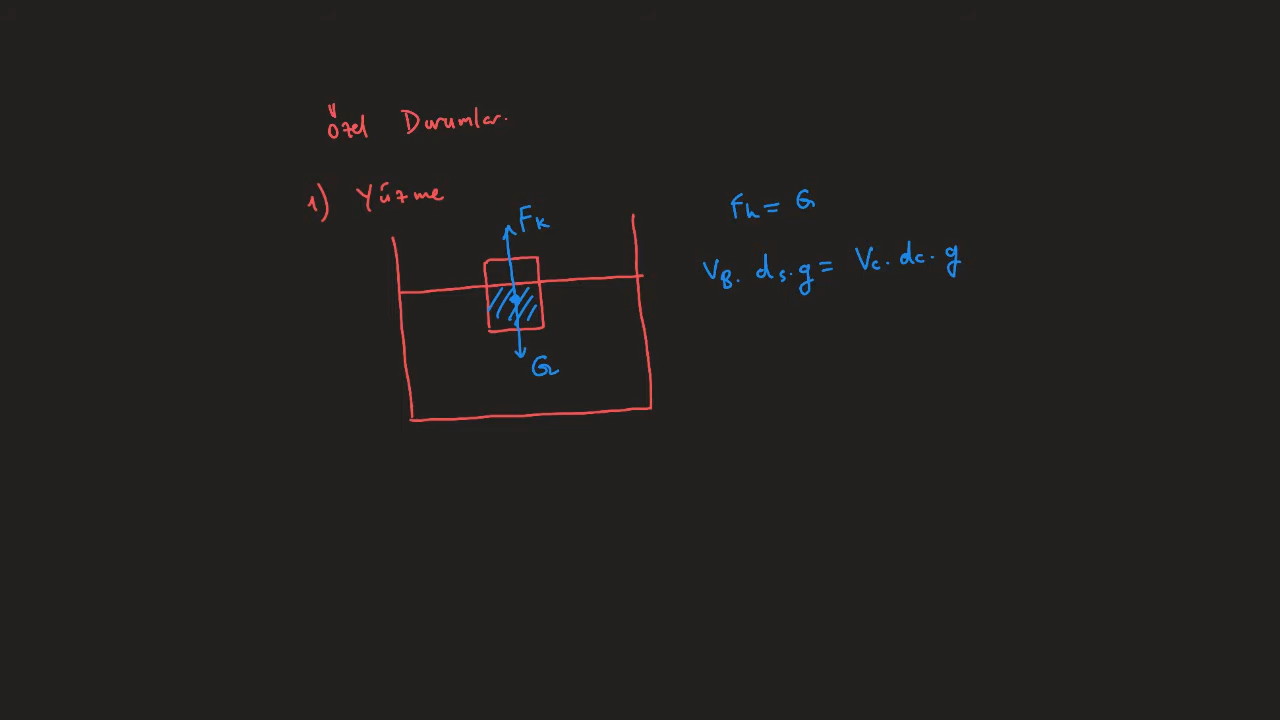 Özel Durumlar.
1) Yüzme
Fk = G
Fk
VB. ds.g = Vc.dc.g
G